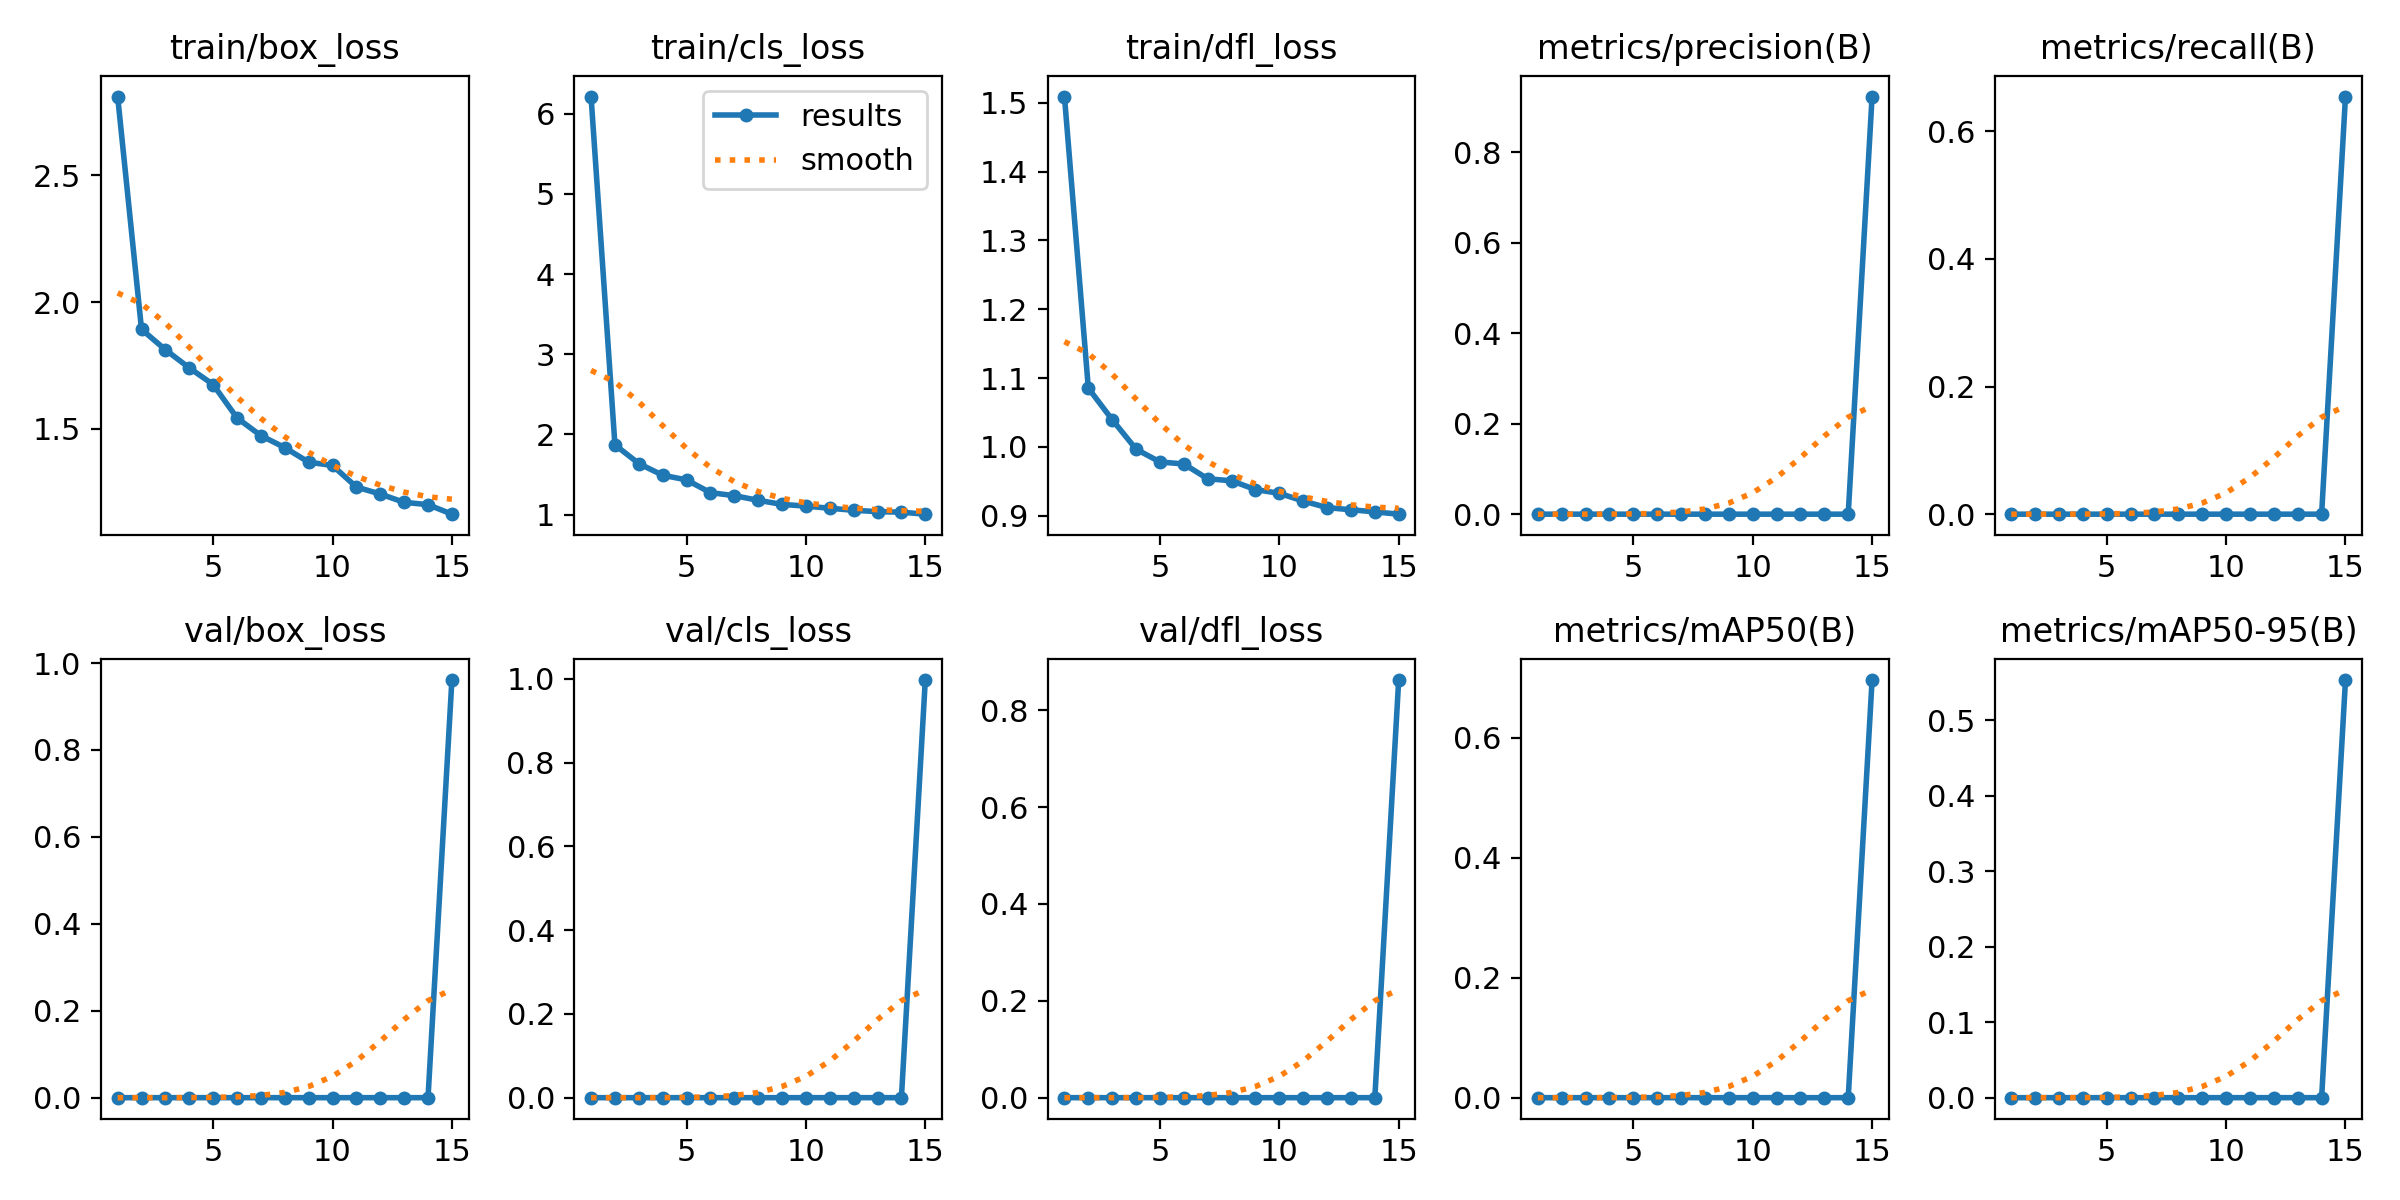 train/box_loss
2.5
2.0
1.5
5 10 15
train/cls_loss
results
smooth
6
5
4
3
2
1
5 10 15
train/dfl_loss
1.5
1.4
1.3
1.2
1.1
1.0
0.9
5 10 15
metrics/precision(B)
0.8
0.6
0.4
0.2
0.0
5 10 15
metrics/recall(B)
0.6
0.4
0.2
0.0
5 10 15
val/box_loss
1.0
0.8
0.6
0.4
0.2
0.0
5 10 15
val/cls_loss
1.0
0.8
0.6
0.4
0.2
0.0
5 10 15
val/dfl_loss
0.8
0.6
0.4
0.2
0.0
5 10 15
metrics/mAP50(B)
0.6
0.4
0.2
0.0
5 10 15
metrics/mAP50-95(B)
0.5
0.4
0.3
0.2
0.1
0.0
5 10 15